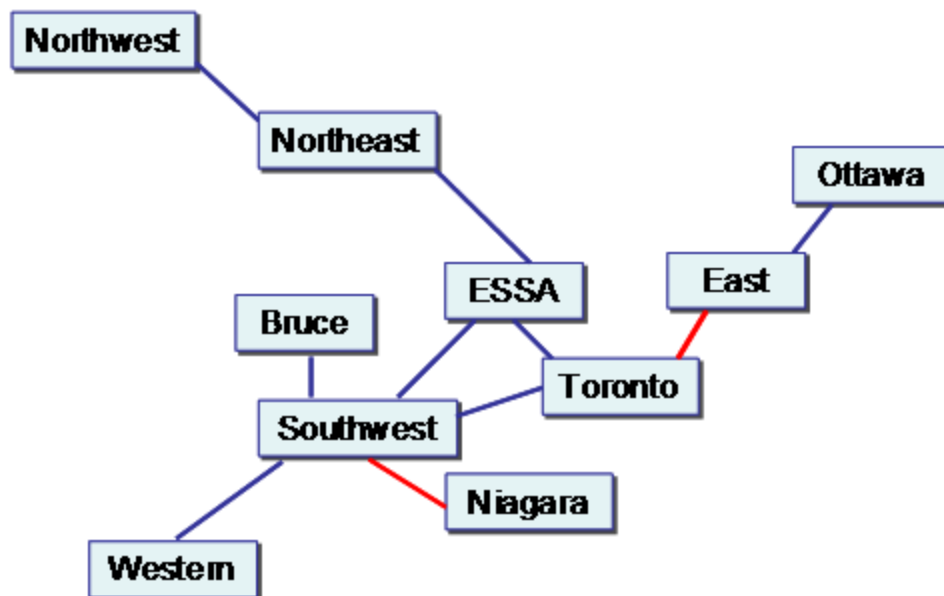 Northwest
Northeast
Ottawa
East
ESSA
Bruce
Toronto
Southwest
Niagara
Western